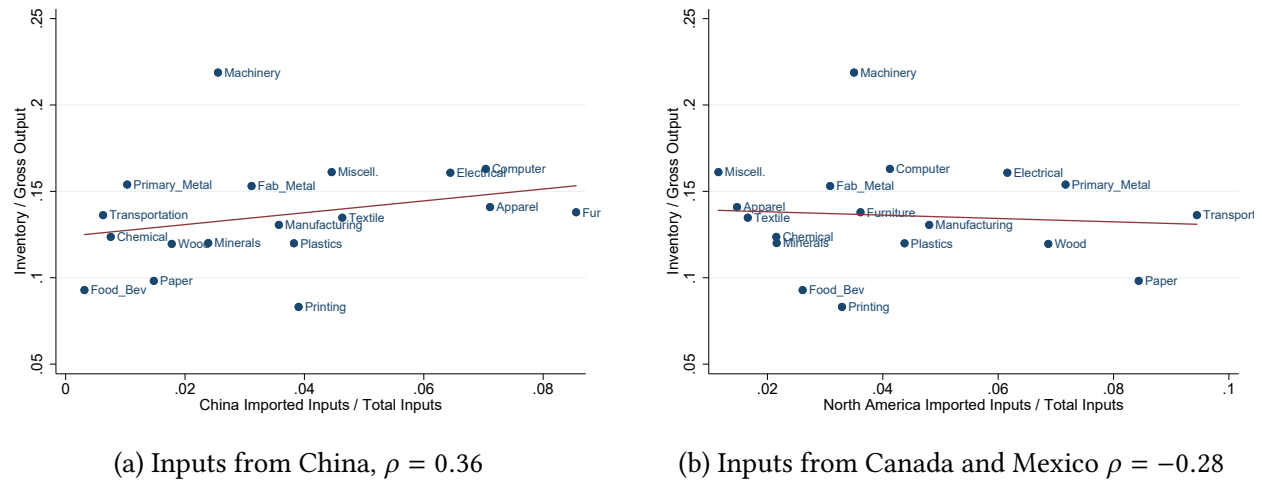 .25
.2
.15
.1
.05
Inventory / Gross Output
Machinery
Primary_Metal
Fab_Metal
Miscell.
Electrical
Computer
Transportation
Apparel
Fur
Textile
Manufacturing
Chemical
Wood
Minerals
Plastics
Food_Bev
Paper
Printing
0
.02
.04
.06
.08
China Imported Inputs / Total Inputs
(a) Inputs from China, ρ = 0.36
.25
.2
.15
.1
.05
Inventory / Gross Output
Machinery
Miscell.
Computer
Electrical
Fab_Metal
Primary_Metal
Apparel
Textile
Furniture
Transport
Manufacturing
Chemical
Minerals
Plastics
Wood
Food_Bev
Paper
Printing
.02
.04
.06
.08
.1
North America Imported Inputs / Total Inputs
(b) Inputs from Canada and Mexico ρ = −0.28